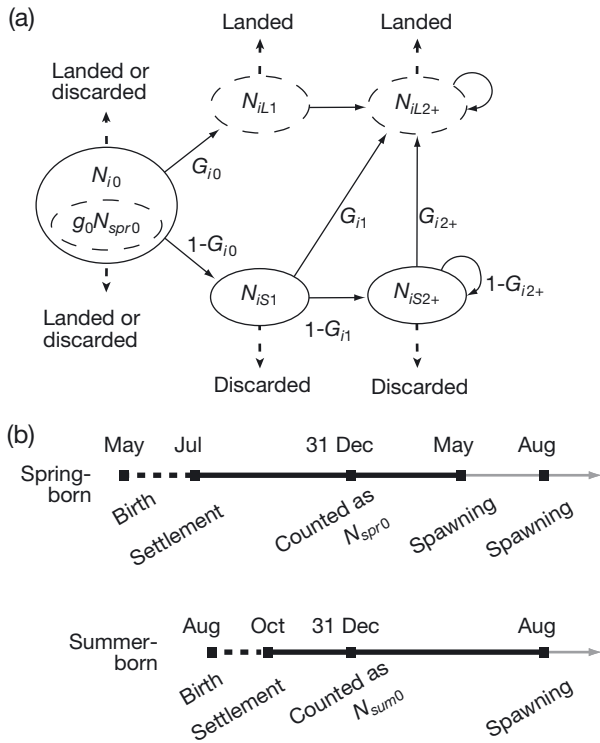 (a)
Landed
Landed
Landed or
discarded
N_iL1
N_iL2+
N_i0
G_i0
g_0N_spr0
G_i1
G_i2+
1-G_i0
N_iS1
N_iS2+
1-G_i2+
1-G_i1
Landed or
discarded
Discarded
Discarded
(b)
May
Jul
31 Dec
May
Aug
Spring-
born
Birth
Settlement
Counted as
N_spr0
Spawning
Spawning
Aug
Oct
31 Dec
Aug
Summer-
born
Birth
Settlement
Counted as
N_sum0
Spawning